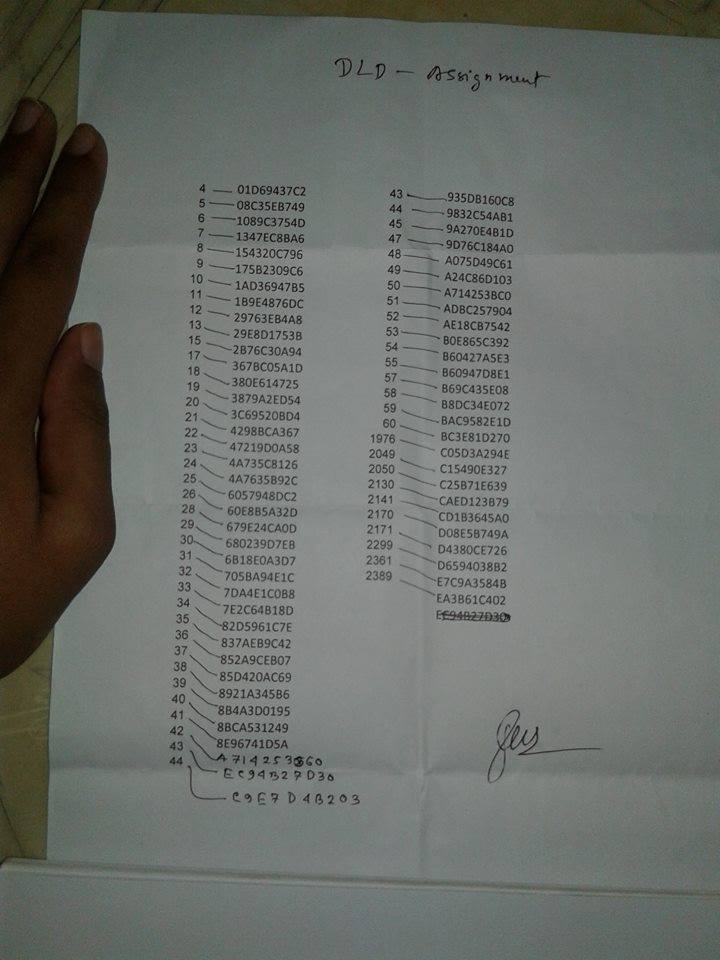 DLD - Assignment
4 01D69437C2
5 08C35EB749
6 1089C3754D
7 1347EC8BA6
8 154320C796
9 175B2309C6
10 1AD36947B5
11 1B9E4876DC
12 29763EB4A8
13 29E8D1753B
15 2B76C30A94
17 367BC05A1D
18 380E614725
19 3879A2ED54
20 3C69520BD4
21 4298BCA367
22 47219D0A58
23 4A735C8126
24 4A7635B92C
25 6057948DC2
26 60E8B5A32D
28 679E24CA0D
29 680239D7EB
30 6B18E0A3D7
31 705BA94E1C
32 7DA4E1C0B8
33 7E2C64B18D
34 82D5961C7E
35 837AEB9C42
36 852A9CEB07
37 85D420AC69
38 8921A345B6
39 8B4A3D0195
40 8BCA531249
41 8E96741D5A
42
43 EC94B27D30
44 C9E7D4B203
43 935DB160C8
44 9832C54AB1
45 9A270E4B1D
47 9D76C184A0
48 A075D49C61
49 A24C86D103
50 A714253BC0
51 ADBC257904
52 AE18CB7542
53 B0E865C392
54 B60427A5E3
55 B60947D8E1
57 B69C435E08
58 B8DC34E072
59 BAC9582E1D
60 BC3E81D270
1976 C05D3A294E
2049 C15490E327
2050 C25B71E639
2130 CAED123B79
2141 CD1B3645A0
2170 D08E5B749A
2171 D4380CE726
2299 D6594038B2
2361 E7C9A3584B
2389 EA3B61C402
EC94B27D30